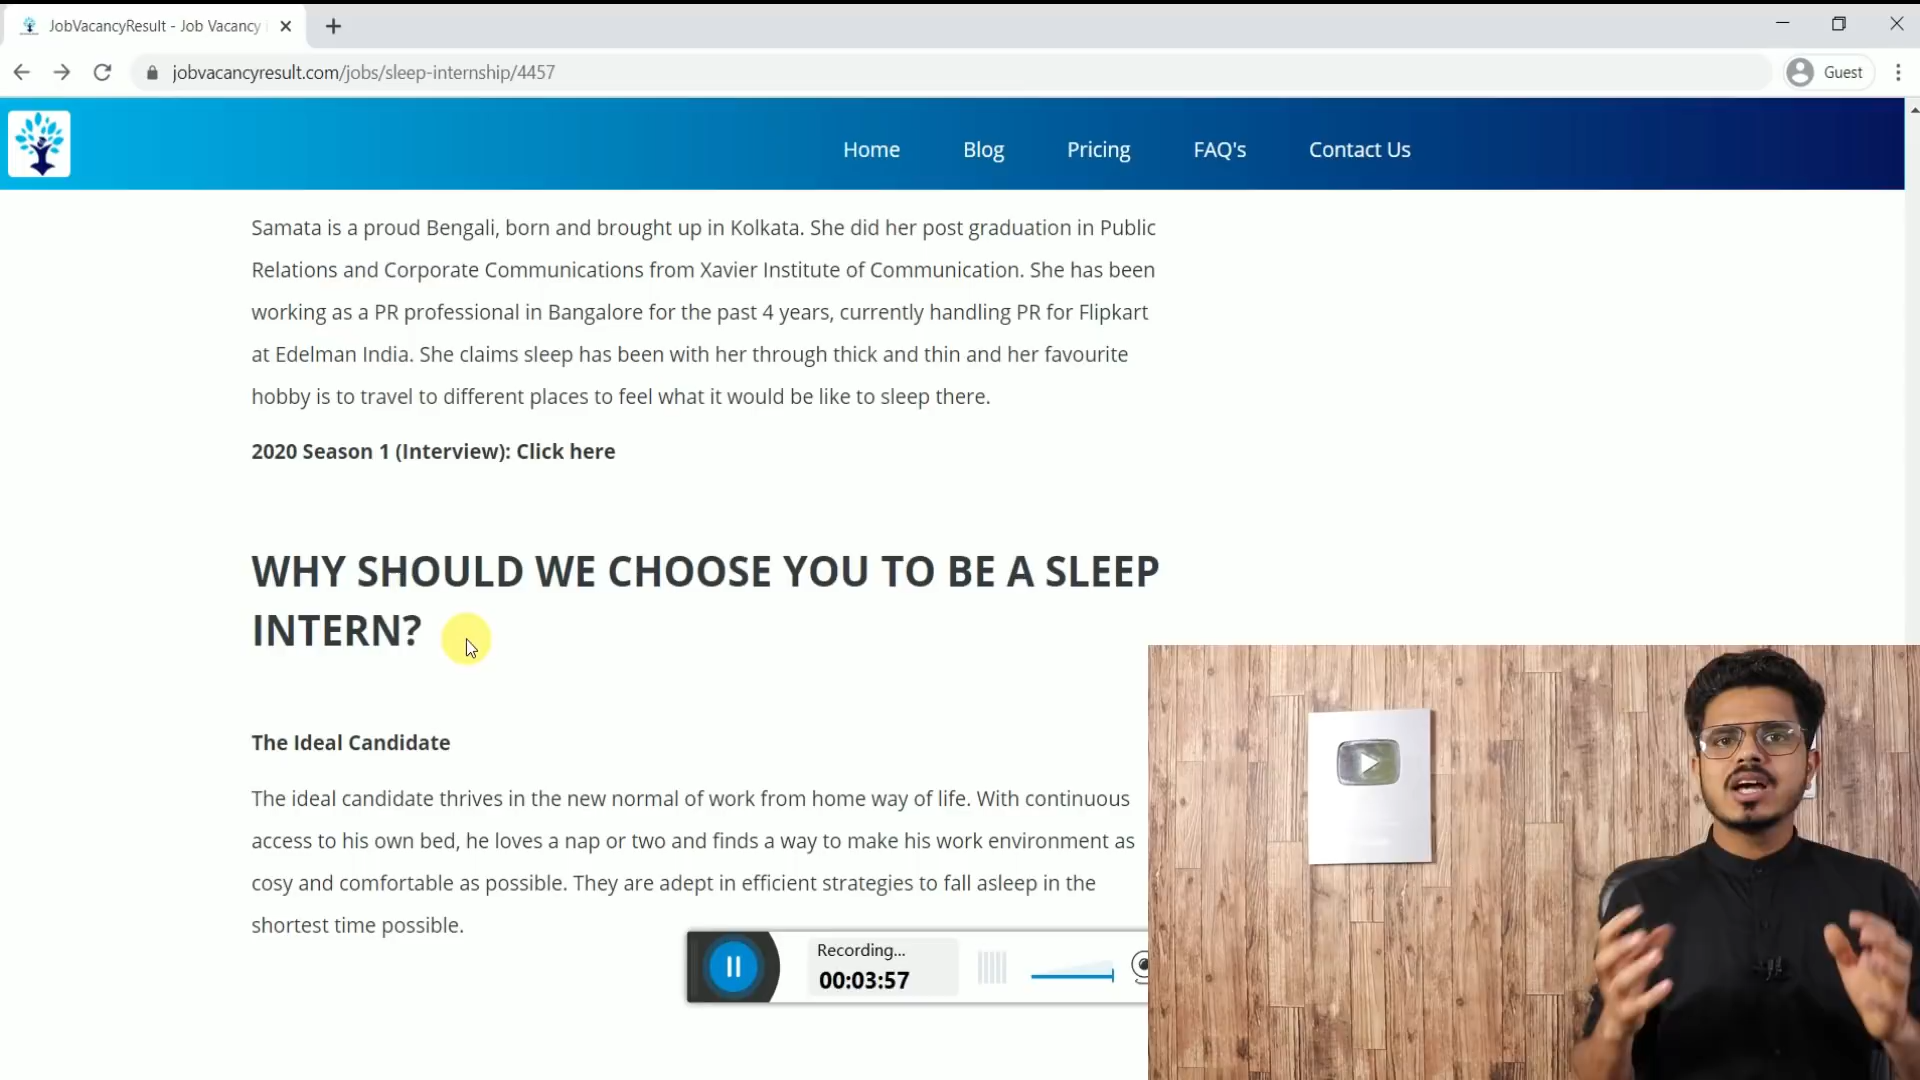 JobVacancyResult - Job Vacancy
jobvacancyresult.com/jobs/sleep-internship/4457
Guest
Home
Blog
Pricing
FAQ's
Contact Us
Samata is a proud Bengali, born and brought up in Kolkata. She did her post graduation in Public
Relations and Corporate Communications from Xavier Institute of Communication. She has been
working as a PR professional in Bangalore for the past 4 years, currently handling PR for Flipkart
at Edelman India. She claims sleep has been with her through thick and thin and her favourite
hobby is to travel to different places to feel what it would be like to sleep there.
2020 Season 1 (Interview): Click here
WHY SHOULD WE CHOOSE YOU TO BE A SLEEP
INTERN?
The Ideal Candidate
The ideal candidate thrives in the new normal of work from home way of life. With continuous
access to his own bed, he loves a nap or two and finds a way to make his work environment as
cosy and comfortable as possible. They are adept in efficient strategies to fall asleep in the
shortest time possible.
Recording...
00:03:57